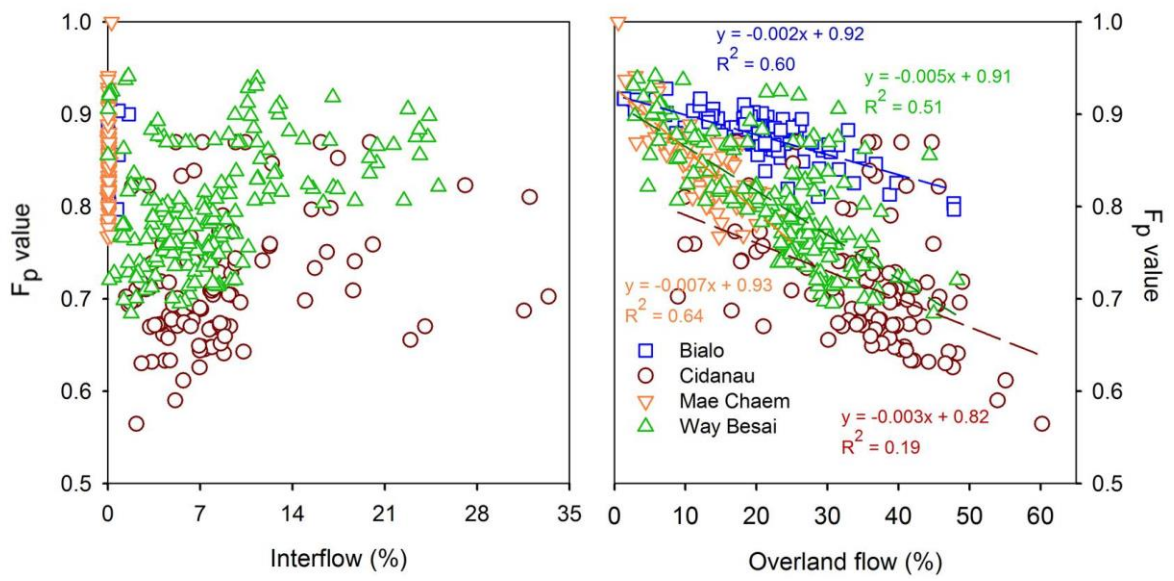 1.0
0.9
0.8
0.7
0.6
0.5
Fp value
0 7 14 21 28 35
Interflow (%)
y = -0.002x + 0.92
R2 = 0.60
y = -0.005x + 0.91
R2 = 0.51
y = -0.007x + 0.93
R2 = 0.64
Bialo
Cidanau
Mae Chaem
Way Besai
y = -0.003x + 0.82
R2 = 0.19
0 10 20 30 40 50 60
Overland flow (%)
1.0
0.9
0.8
0.7
0.6
0.5
Fp value